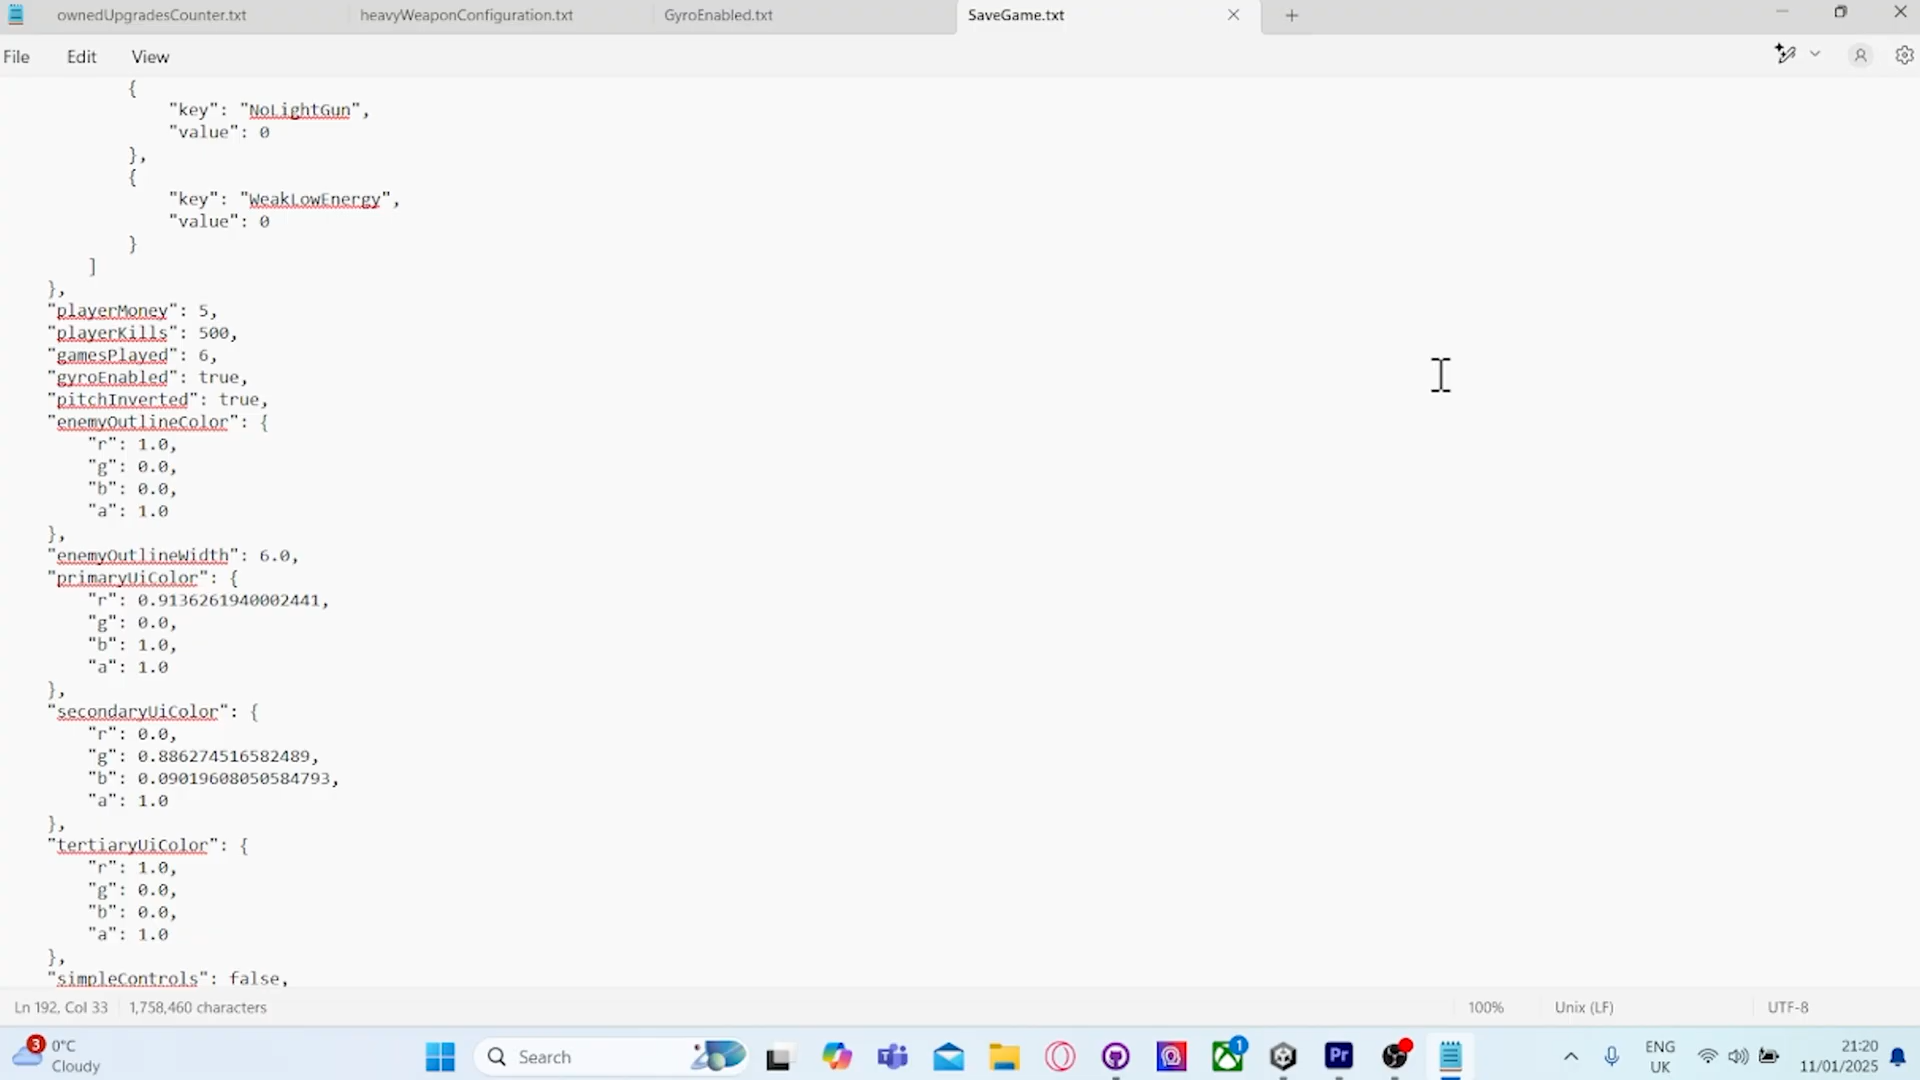 ownedUpgradesCounter.txt
heavyWeaponConfiguration.txt
GyroEnabled.txt
SaveGame.txt
File
Edit
View
{
"key": "NoLightGun",
"value": 0
},
{
"key": "WeakLowEnergy",
"value": 0
}
]
},
"playerMoney": 5,
"playerKills": 500,
"gamesPlayed": 6,
"gyroEnabled": true,
"pitchInverted": true,
"enemyOutlineColor": {
"r": 1.0,
"g": 0.0,
"b": 0.0,
"a": 1.0
},
"enemyOutlineWidth": 6.0,
"primaryUiColor": {
"r": 0.9136261940002441,
"g": 0.0,
"b": 1.0,
"a": 1.0
},
"secondaryUiColor": {
"r": 0.0,
"g": 0.886274516582489,
"b": 0.09019608050584793,
"a": 1.0
},
"tertiaryUiColor": {
"r": 1.0,
"g": 0.0,
"b": 0.0,
"a": 1.0
},
"simpleControls": false,
Ln 192, Col 33
1,758,460 characters
100%
Unix (LF)
UTF-8
3
0°C
Cloudy
Search
1
Pr
ENG
UK
21:20
11/01/2025